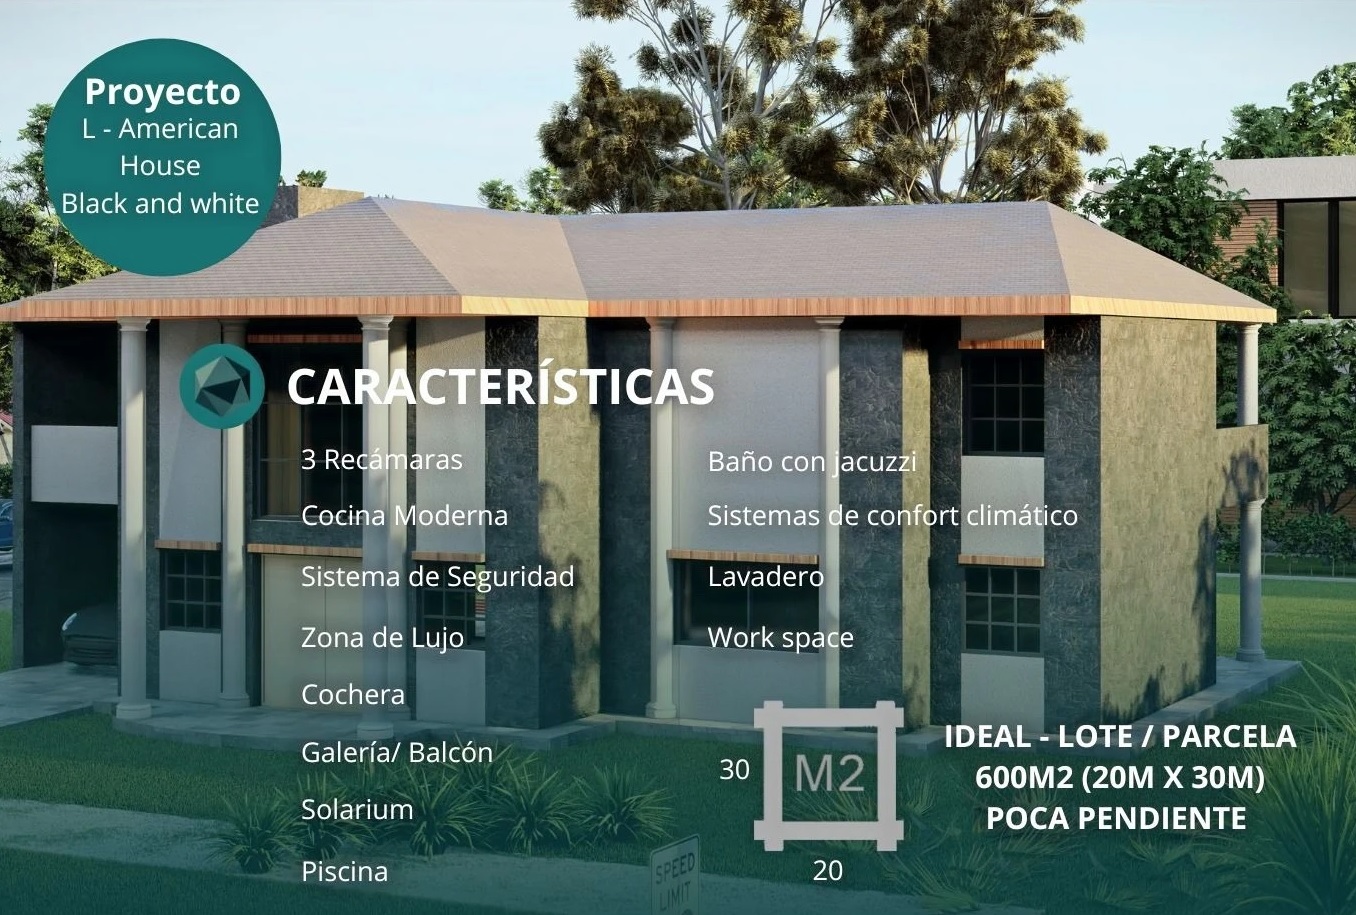 Proyecto
L - American
House
Black and white
CARACTERÍSTICAS
3 Recámaras
Cocina Moderna
Sistema de Seguridad
Zona de Lujo
Cochera
Galería/ Balcón
Solarium
Piscina
Baño con jacuzzi
Sistemas de confort climático
Lavadero
Work space
30
M2
20
IDEAL - LOTE / PARCELA
600M2 (20M X 30M)
POCA PENDIENTE
SPEED
LIMIT